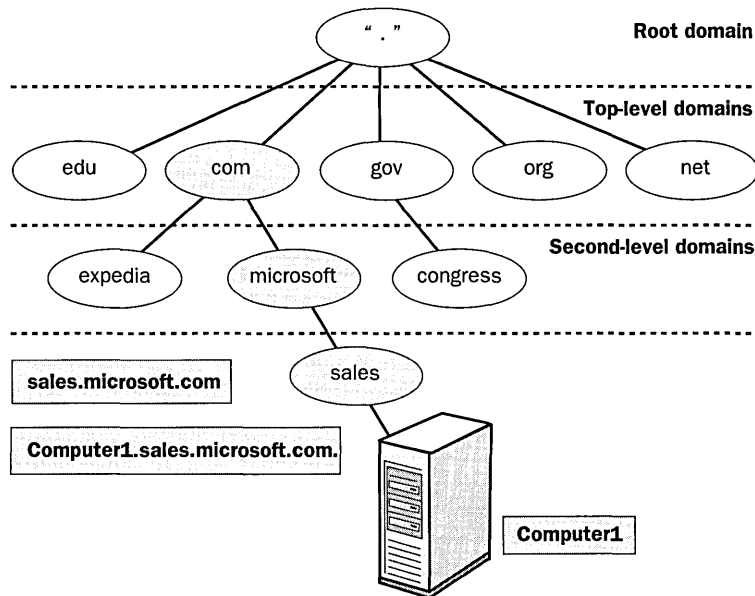 " . "
Root domain
Top-level domains
edu
com
gov
org
net
Second-level domains
expedia
microsoft
congress
sales.microsoft.com
sales
Computer1.sales.microsoft.com.
Computer1